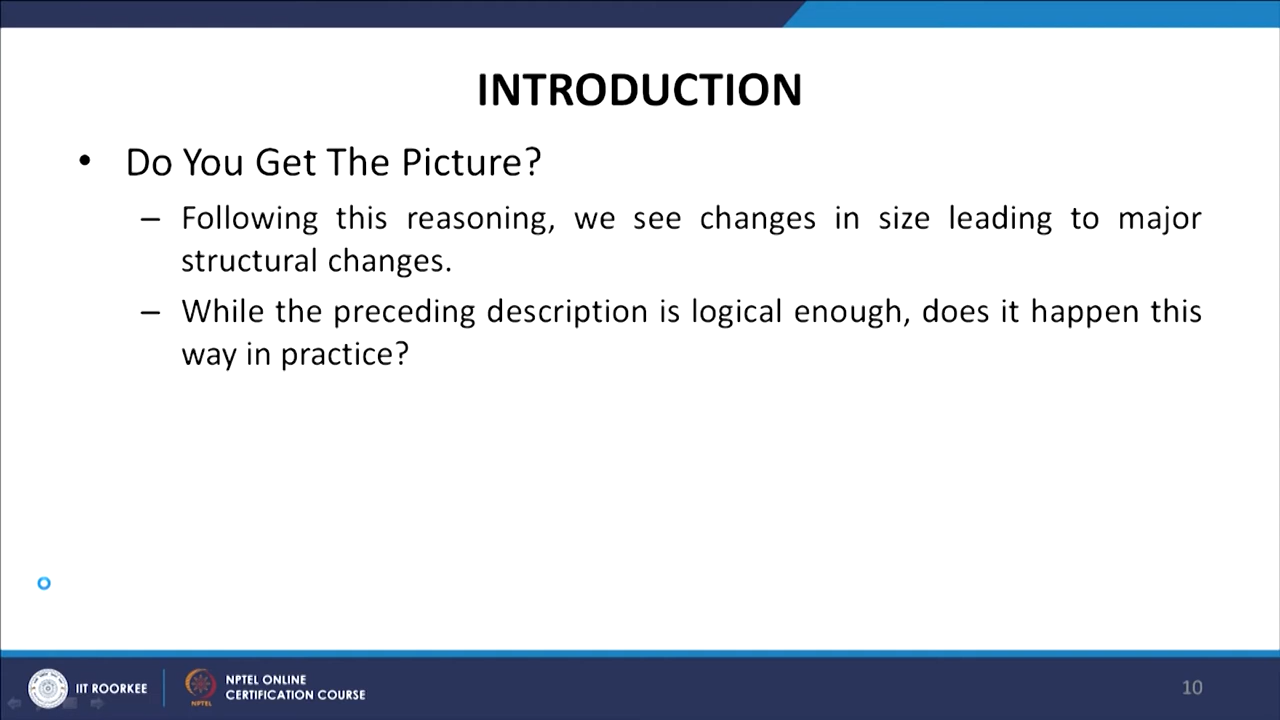 INTRODUCTION
• Do You Get The Picture?
– Following this reasoning, we see changes in size leading to major
structural changes.
– While the preceding description is logical enough, does it happen this
way in practice?
IIT ROORKEE
NPTEL
NPTEL ONLINE
CERTIFICATION COURSE
10